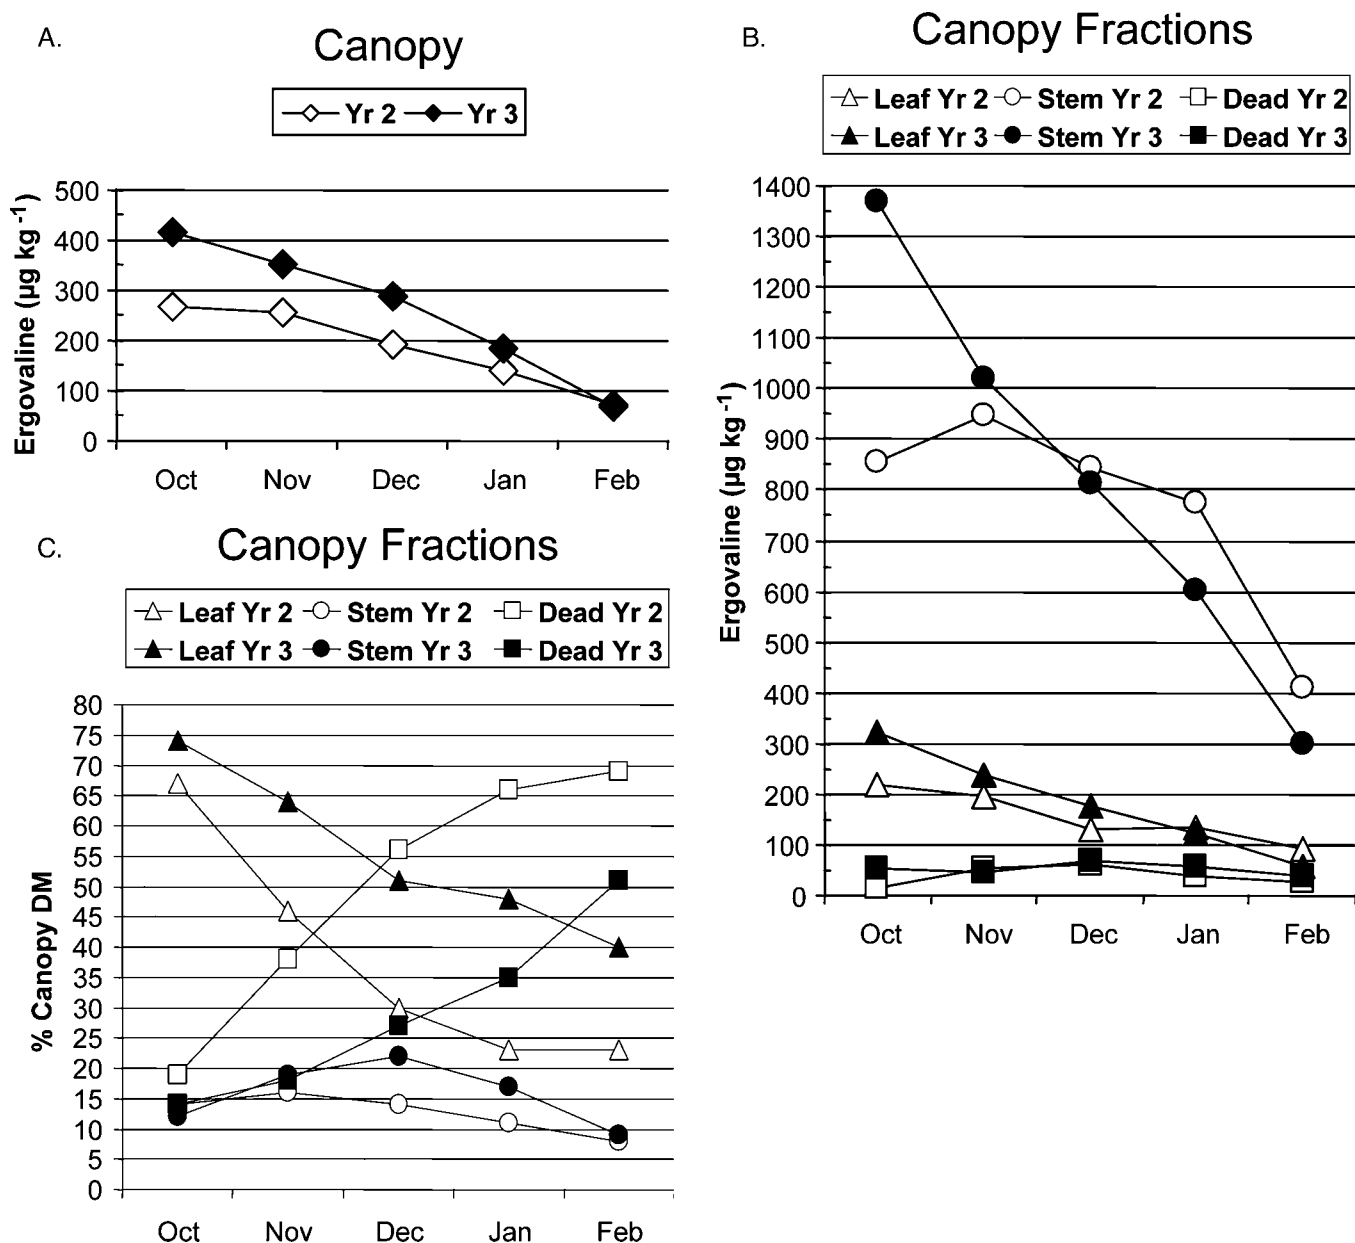 A.
Canopy
Yr 2 Yr 3
Ergovaline (µg kg⁻¹)
500
400
300
200
100
0
Oct Nov Dec Jan Feb
B.
Canopy Fractions
Leaf Yr 2 Stem Yr 2 Dead Yr 2
Leaf Yr 3 Stem Yr 3 Dead Yr 3
Ergovaline (µg kg⁻¹)
1400
1300
1200
1100
1000
900
800
700
600
500
400
300
200
100
0
Oct Nov Dec Jan Feb
C.
Canopy Fractions
Leaf Yr 2 Stem Yr 2 Dead Yr 2
Leaf Yr 3 Stem Yr 3 Dead Yr 3
% Canopy DM
80
75
70
65
60
55
50
45
40
35
30
25
20
15
10
5
0
Oct Nov Dec Jan Feb